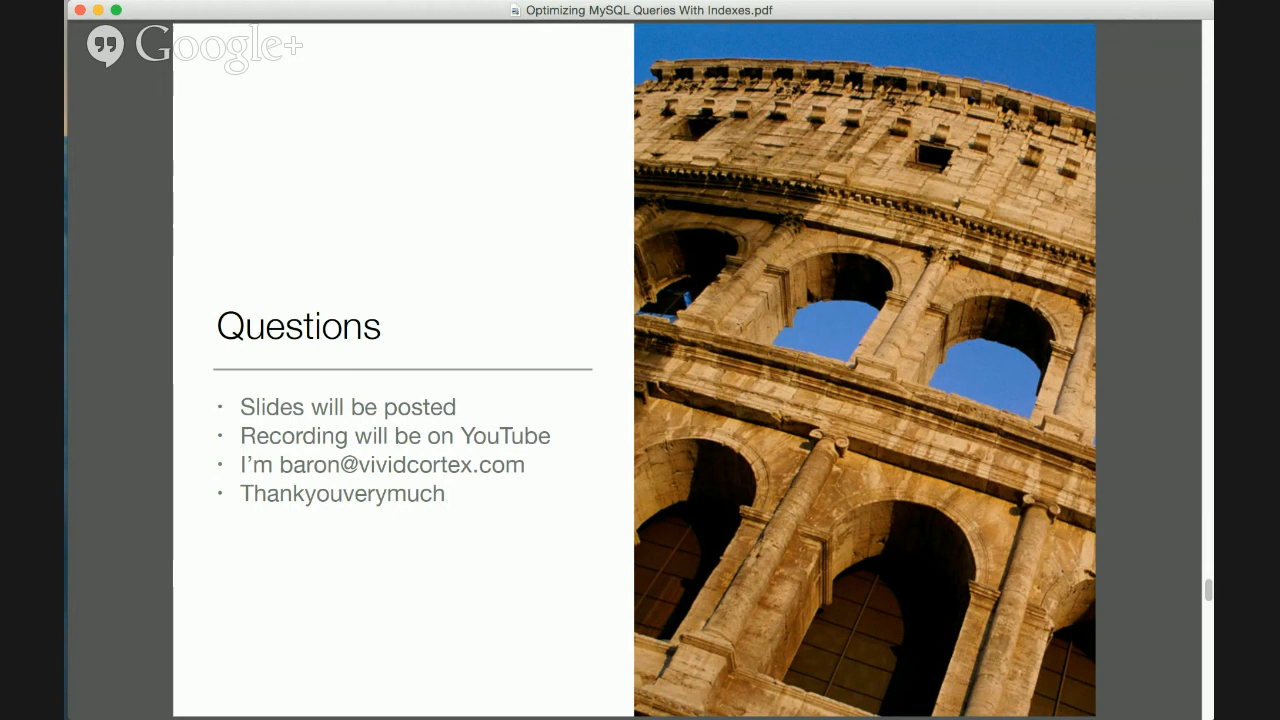 Optimizing MySQL Queries With Indexes.pdf
Google+
Questions
• Slides will be posted
• Recording will be on YouTube
• I’m baron@vividcortex.com
• Thankyouverymuch